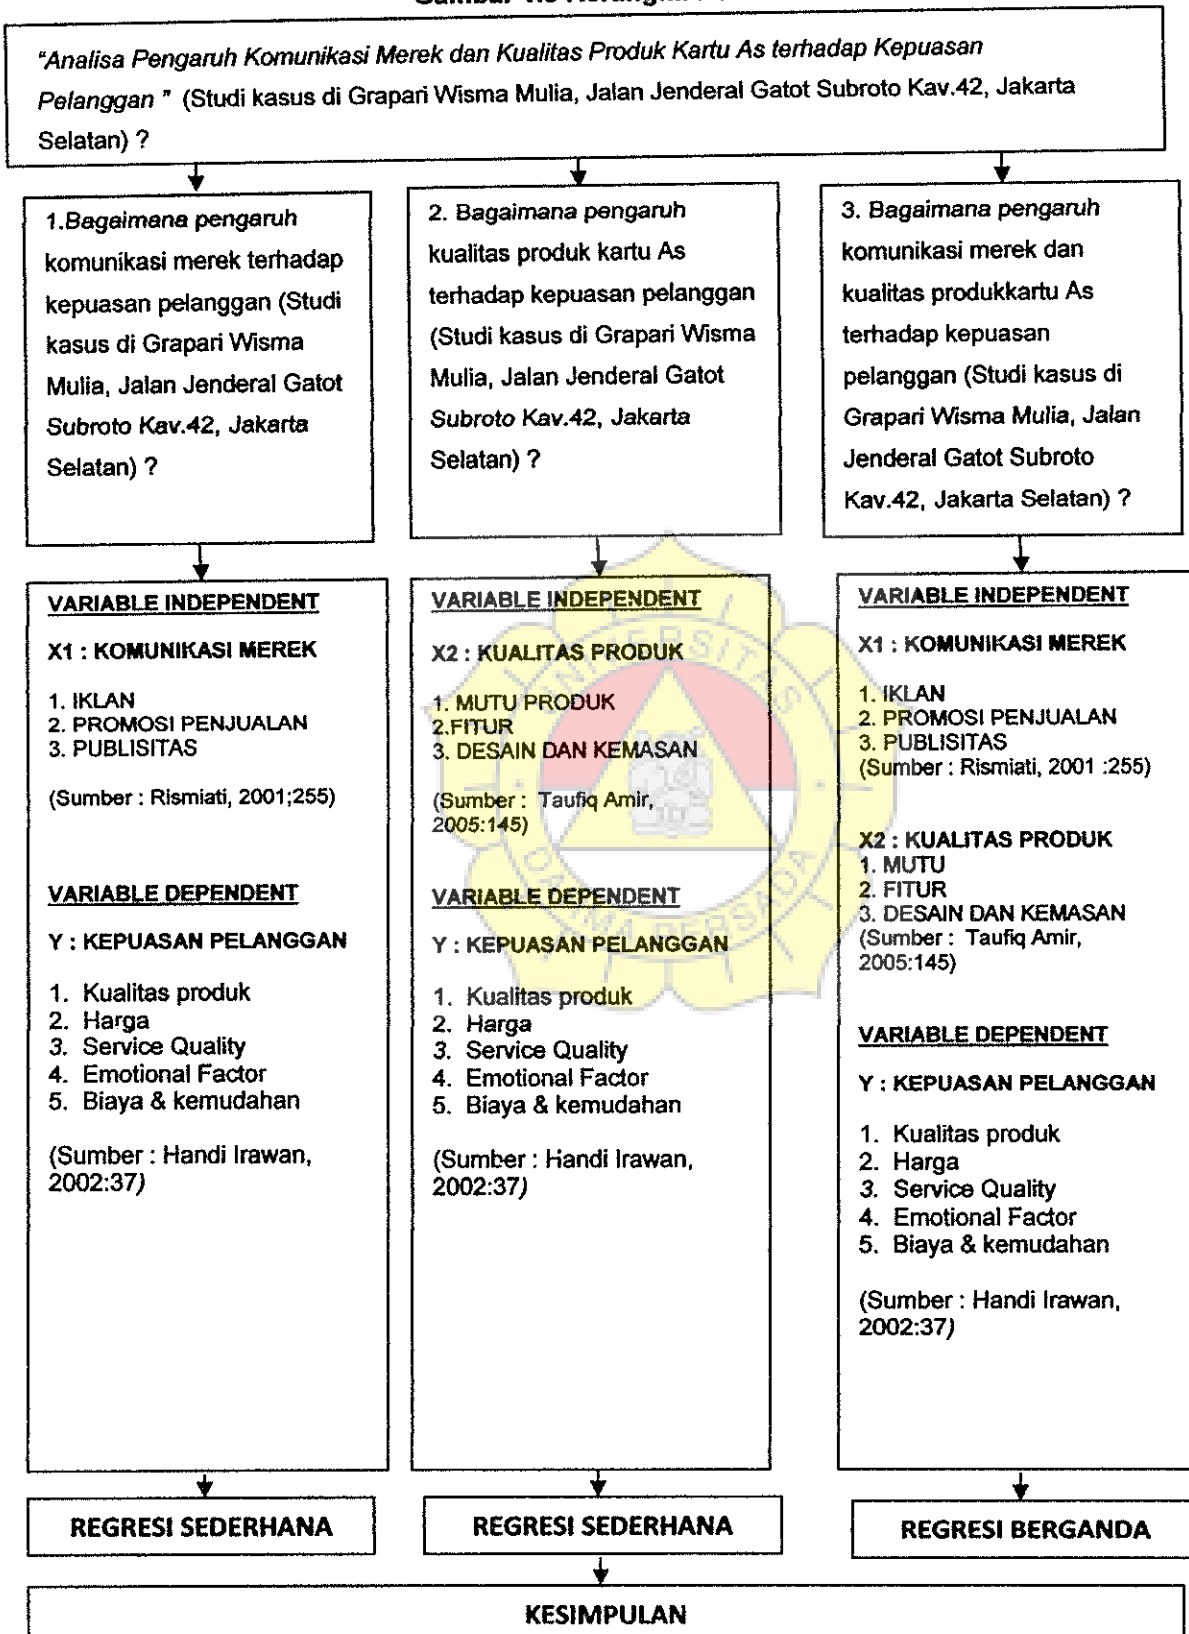 "Analisa Pengaruh Komunikasi Merek dan Kualitas Produk Kartu As terhadap Kepuasan
Pelanggan " (Studi kasus di Grapari Wisma Mulia, Jalan Jenderal Gatot Subroto Kav.42, Jakarta
Selatan) ?
1.Bagaimana pengaruh
komunikasi merek terhadap
kepuasan pelanggan (Studi
kasus di Grapari Wisma
Mulia, Jalan Jenderal Gatot
Subroto Kav.42, Jakarta
Selatan) ?
2. Bagaimana pengaruh
kualitas produk kartu As
terhadap kepuasan pelanggan
(Studi kasus di Grapari Wisma
Mulia, Jalan Jenderal Gatot
Subroto Kav.42, Jakarta
Selatan) ?
3. Bagaimana pengaruh
komunikasi merek dan
kualitas produkkartu As
terhadap kepuasan
pelanggan (Studi kasus di
Grapari Wisma Mulia, Jalan
Jenderal Gatot Subroto
Kav.42, Jakarta Selatan) ?
VARIABLE INDEPENDENT
X1 : KOMUNIKASI MEREK
1. IKLAN
2. PROMOSI PENJUALAN
3. PUBLISITAS
(Sumber : Rismiati, 2001;255)
VARIABLE DEPENDENT
Y : KEPUASAN PELANGGAN
1. Kualitas produk
2. Harga
3. Service Quality
4. Emotional Factor
5. Biaya & kemudahan
(Sumber : Handi Irawan,
2002:37)
VARIABLE INDEPENDENT
X2 : KUALITAS PRODUK
1. MUTU PRODUK
2.FITUR
3. DESAIN DAN KEMASAN
(Sumber : Taufiq Amir,
2005:145)
VARIABLE DEPENDENT
Y : KEPUASAN PELANGGAN
1. Kualitas produk
2. Harga
3. Service Quality
4. Emotional Factor
5. Biaya & kemudahan
(Sumber : Handi Irawan,
2002:37)
VARIABLE INDEPENDENT
X1 : KOMUNIKASI MEREK
1. IKLAN
2. PROMOSI PENJUALAN
3. PUBLISITAS
(Sumber : Rismiati, 2001 :255)
X2 : KUALITAS PRODUK
1. MUTU
2. FITUR
3. DESAIN DAN KEMASAN
(Sumber : Taufiq Amir,
2005:145)
VARIABLE DEPENDENT
Y : KEPUASAN PELANGGAN
1. Kualitas produk
2. Harga
3. Service Quality
4. Emotional Factor
5. Biaya & kemudahan
(Sumber : Handi Irawan,
2002:37)
UNIVERSITAS
DARMA PERSADA
REGRESI SEDERHANA
REGRESI SEDERHANA
REGRESI BERGANDA
KESIMPULAN